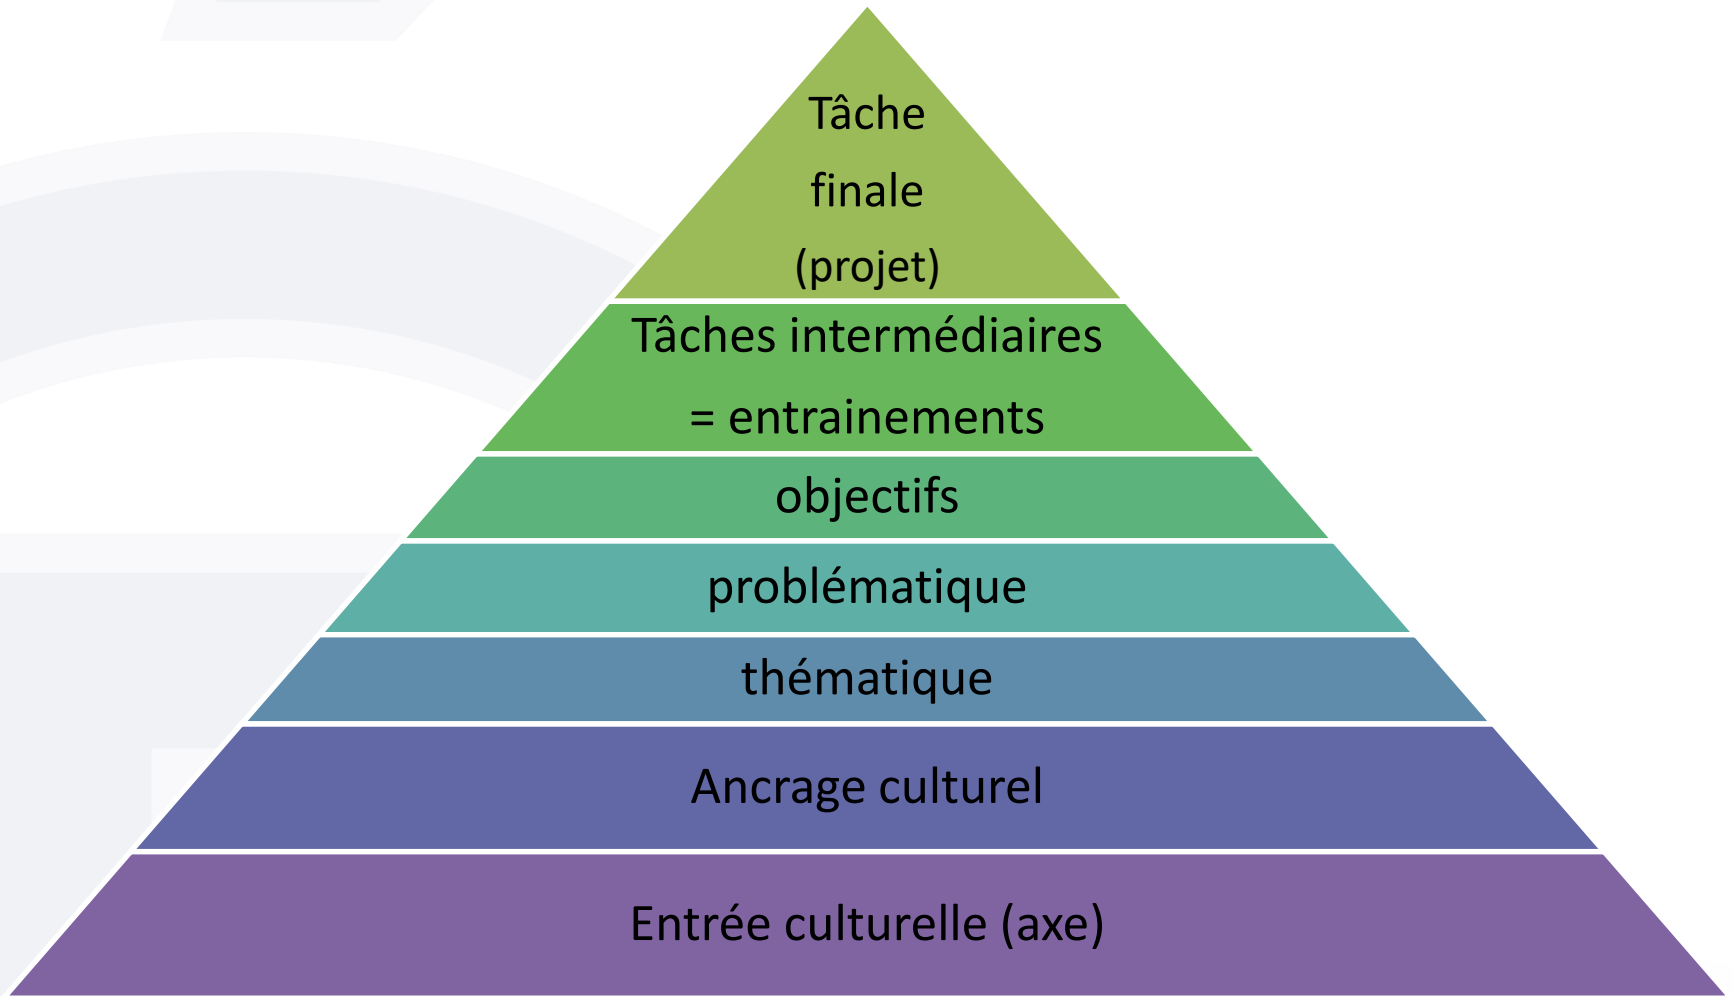 Tâche
finale
(projet)
Tâches intermédiaires
= entrainements
objectifs
problématique
thématique
Ancrage culturel
Entrée culturelle (axe)